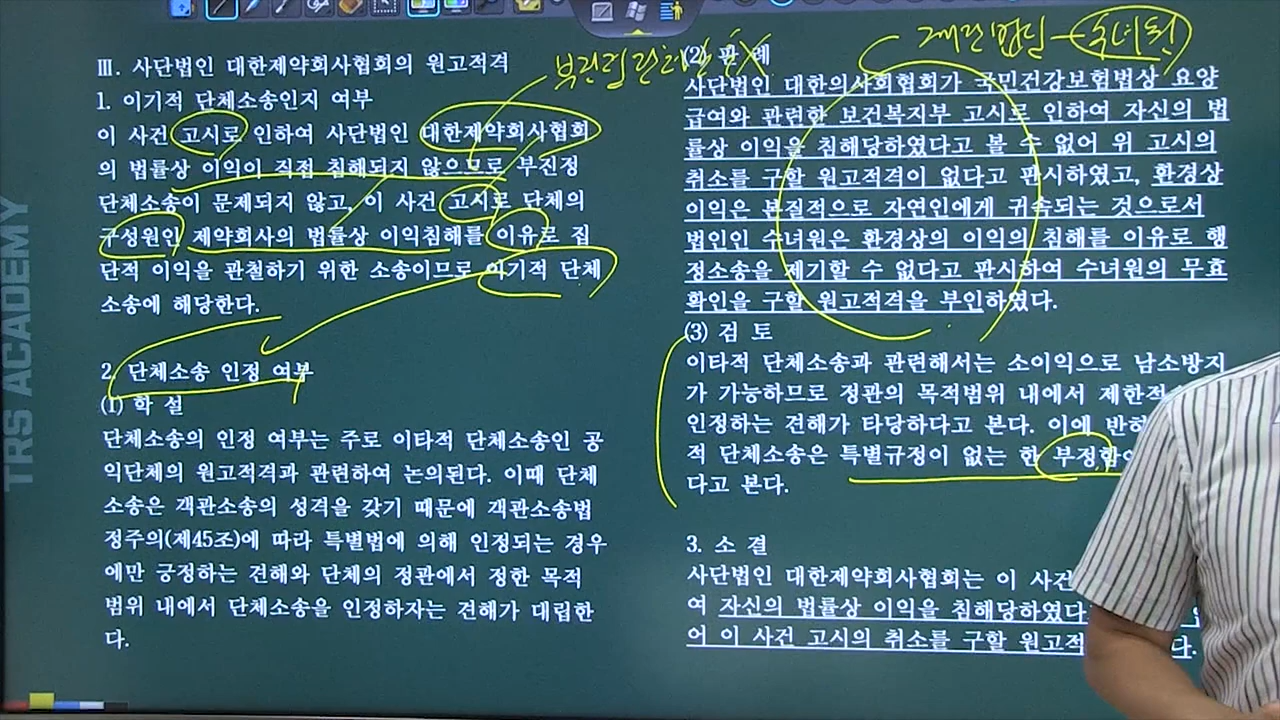 TRS ACADEMY
Ⅲ. 사단법인 대한제약회사협회의 원고적격
1. 이기적 단체소송인지 여부
이 사건 고시로 인하여 사단법인 대한제약회사협회
의 법률상 이익이 직접 침해되지 않으므로 부진정
단체소송이 문제되지 않고, 이 사건 고시로 단체의
구성원인 제약회사의 법률상 이익침해를 이유로 집
단적 이익을 관철하기 위한 소송이므로 이기적 단체
소송에 해당한다.
2. 단체소송 인정 여부
(1) 학 설
단체소송의 인정 여부는 주로 이타적 단체소송인 공
익단체의 원고적격과 관련하여 논의된다. 이때 단체
소송은 객관소송의 성격을 갖기 때문에 객관소송법
정주의(제45조)에 따라 특별법에 의해 인정되는 경우
에만 긍정하는 견해와 단체의 정관에서 정한 목적
범위 내에서 단체소송을 인정하자는 견해가 대립한
다.
재단법인 - 수녀원
(2) 판 례
사단법인 대한의사회협회가 국민건강보험법상 요양
급여와 관련한 보건복지부 고시로 인하여 자신의 법
률상 이익을 침해당하였다고 볼 수 없어 위 고시의
취소를 구할 원고적격이 없다고 판시하였고, 환경상
이익은 본질적으로 자연인에게 귀속되는 것으로서
법인인 수녀원은 환경상의 이익의 침해를 이유로 행
정소송을 제기할 수 없다고 판시하여 수녀원의 무효
확인을 구할 원고적격을 부인하였다.
(3) 검 토
이타적 단체소송과 관련해서는 소이익으로 남소방지
가 가능하므로 정관의 목적범위 내에서
인정하는 견해가 타당하다고 본다. 이에
적 단체소송은 특별규정이 없는 한
다고 본다.
3. 소 결
사단법인 대한제약회사협회는 이 사건
여 자신의 법률상 이익을 침해당하였다
어 이 사건 고시의 취소를 구할